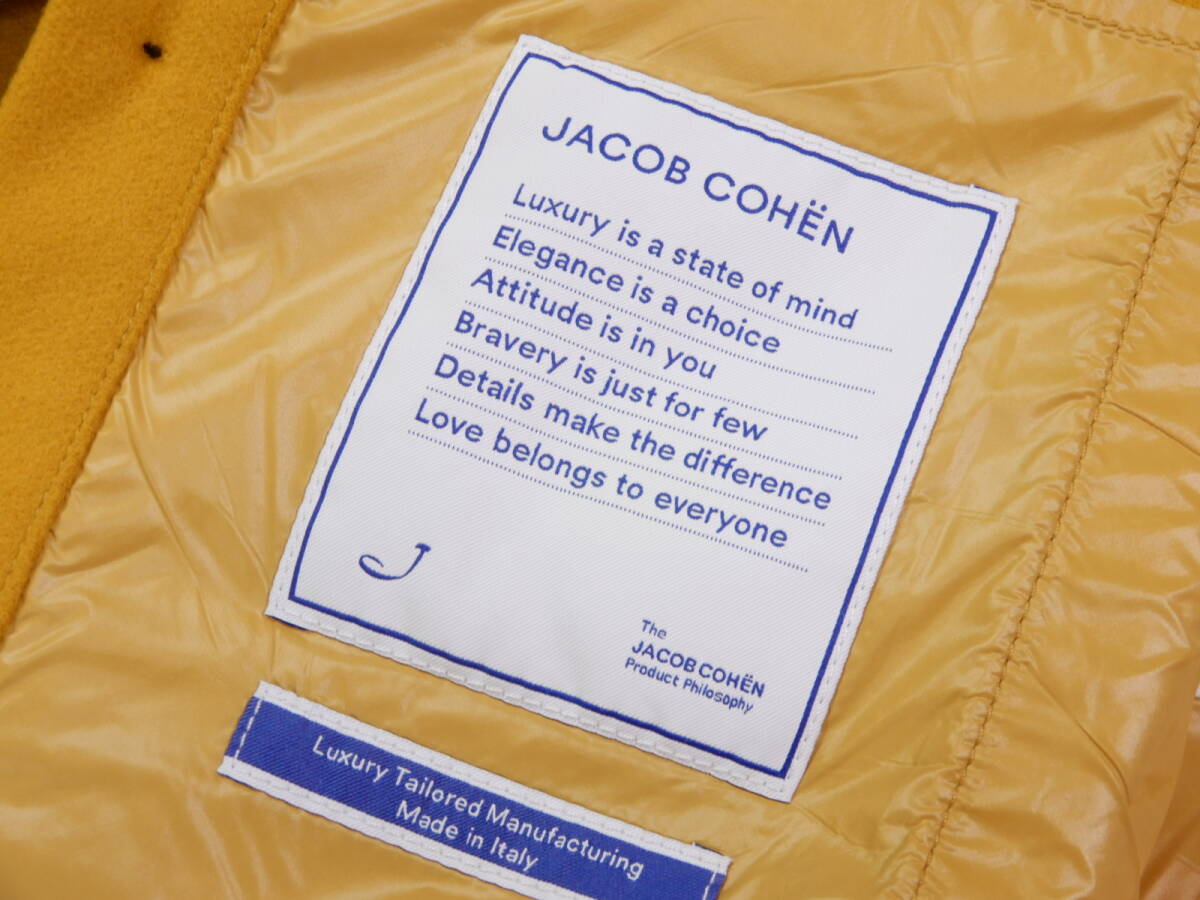 JACOB COHËN
Luxury is a state of mind
Elegance is a choice
Attitude is in you
Bravery is just for few
Details make the difference
Love belongs to everyone
J
The
JACOB COHËN
Product Philosophy
Luxury Tailored Manufacturing
Made in Italy